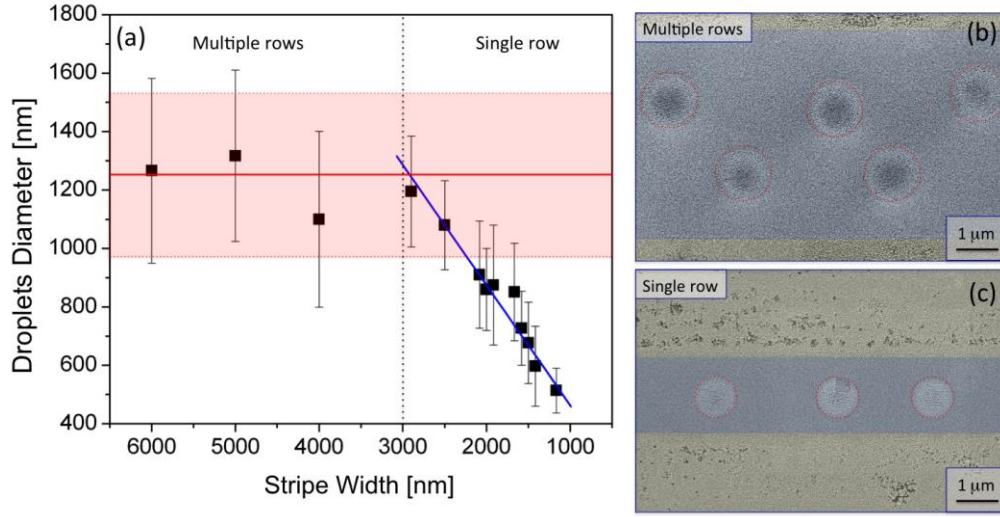 (a)
Multiple rows
Single row
1800
1600
1400
1200
1000
800
600
400
Droplets Diameter [nm]
6000 5000 4000 3000 2000 1000
Stripe Width [nm]
Multiple rows
(b)
1 µm
Single row
(c)
1 µm